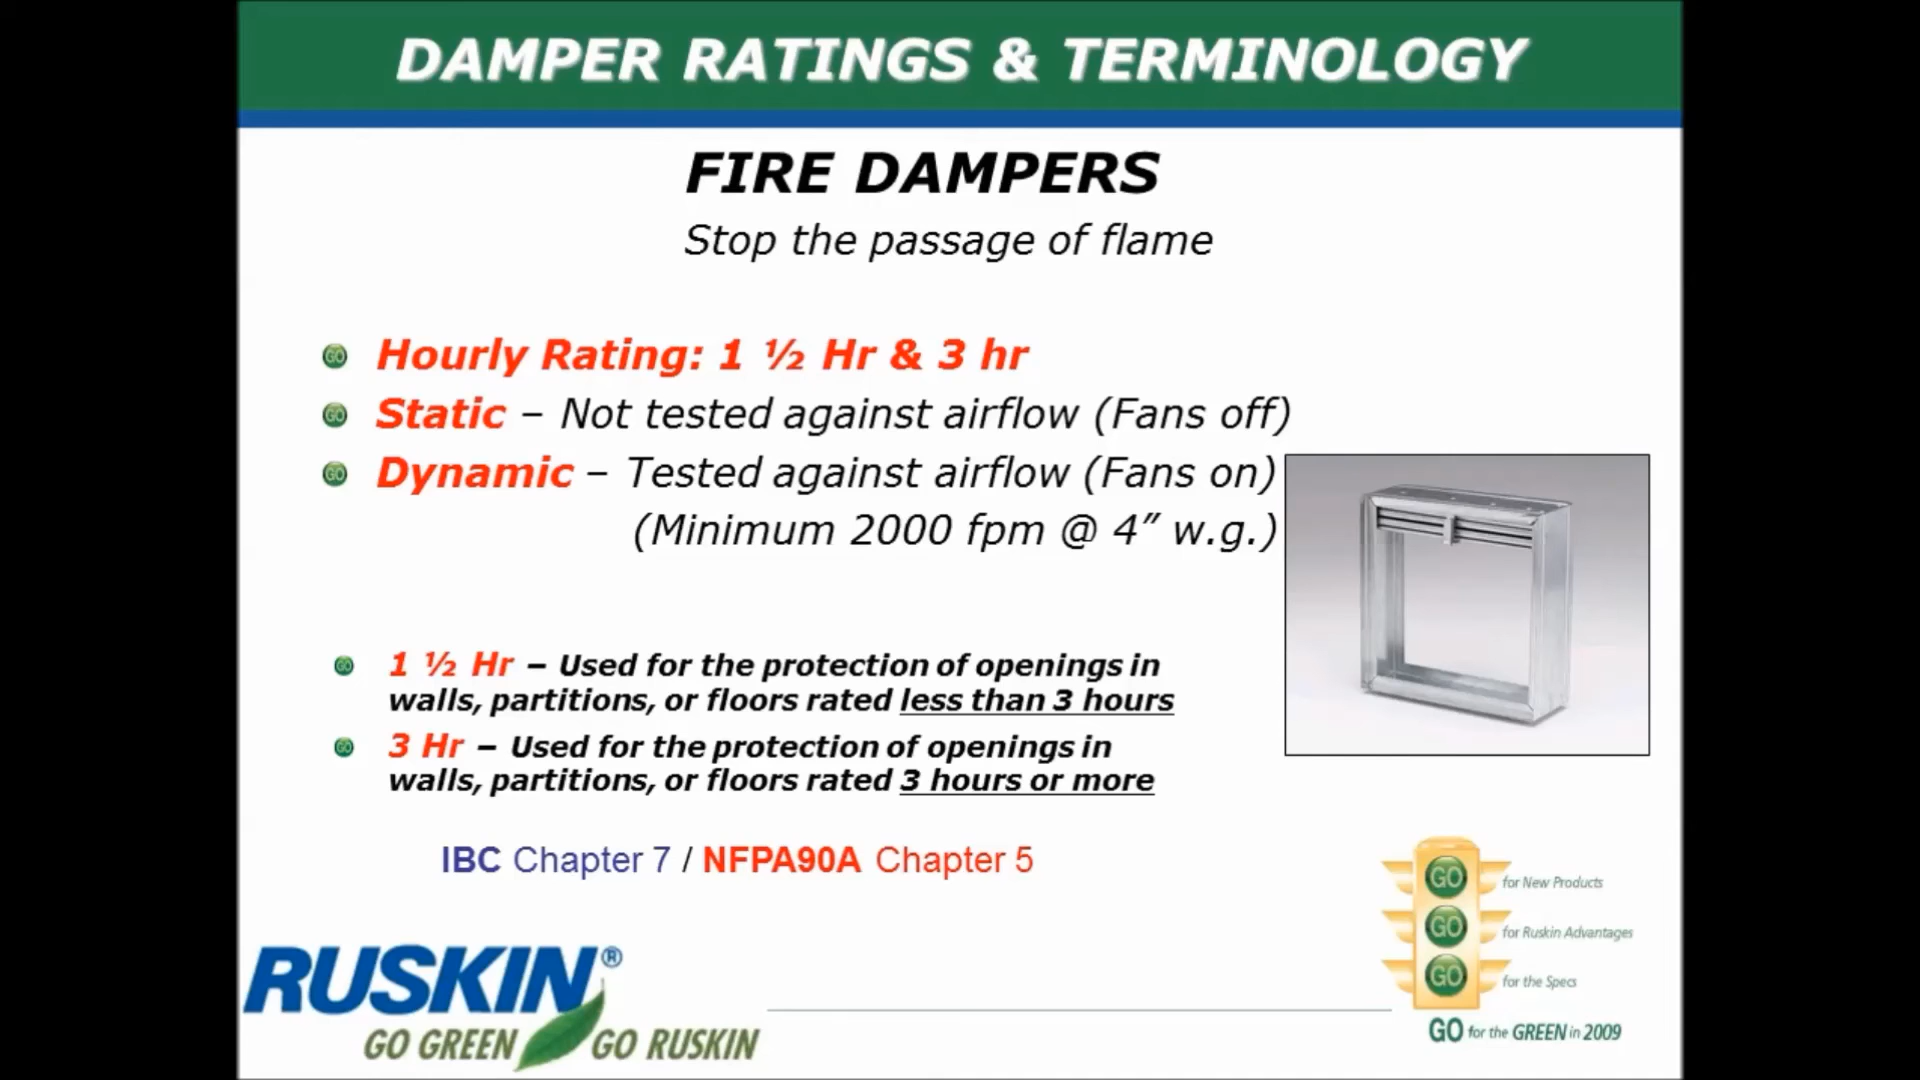 DAMPER RATINGS & TERMINOLOGY
FIRE DAMPERS
Stop the passage of flame
GO Hourly Rating: 1 ½ Hr & 3 hr
GO Static – Not tested against airflow (Fans off)
GO Dynamic – Tested against airflow (Fans on)
(Minimum 2000 fpm @ 4” w.g.)
GO 1 ½ Hr – Used for the protection of openings in
walls, partitions, or floors rated less than 3 hours
GO 3 Hr – Used for the protection of openings in
walls, partitions, or floors rated 3 hours or more
IBC Chapter 7 / NFPA90A Chapter 5
GO for New Products
GO for Ruskin Advantages
GO for the Specs
GO for the GREEN in 2009
RUSKIN®
GO GREEN GO RUSKIN